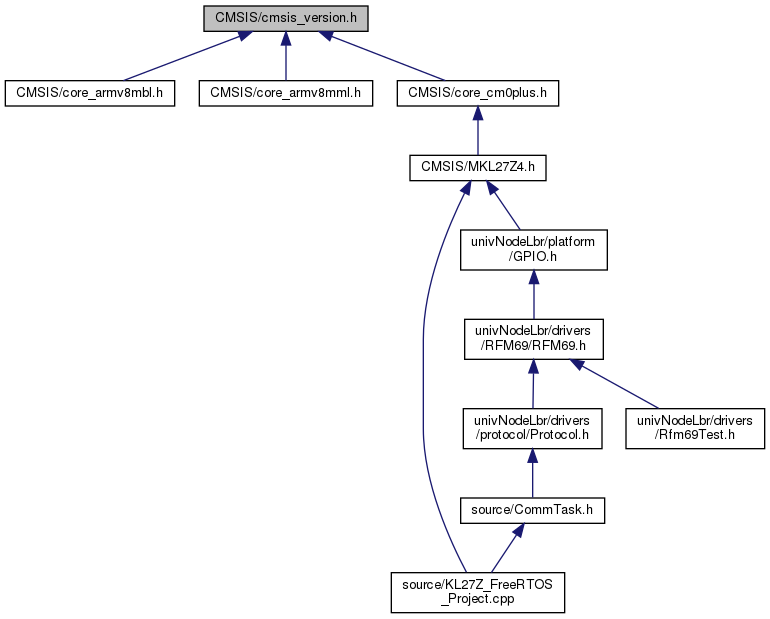 CMSIS/cmsis_version.h
CMSIS/core_armv8mbl.h
CMSIS/core_armv8mml.h
CMSIS/core_cm0plus.h
CMSIS/MKL27Z4.h
univNodeLbr/platform
/GPIO.h
univNodeLbr/drivers
/RFM69/RFM69.h
univNodeLbr/drivers
/protocol/Protocol.h
univNodeLbr/drivers
/Rfm69Test.h
source/CommTask.h
source/KL27Z_FreeRTOS
_Project.cpp